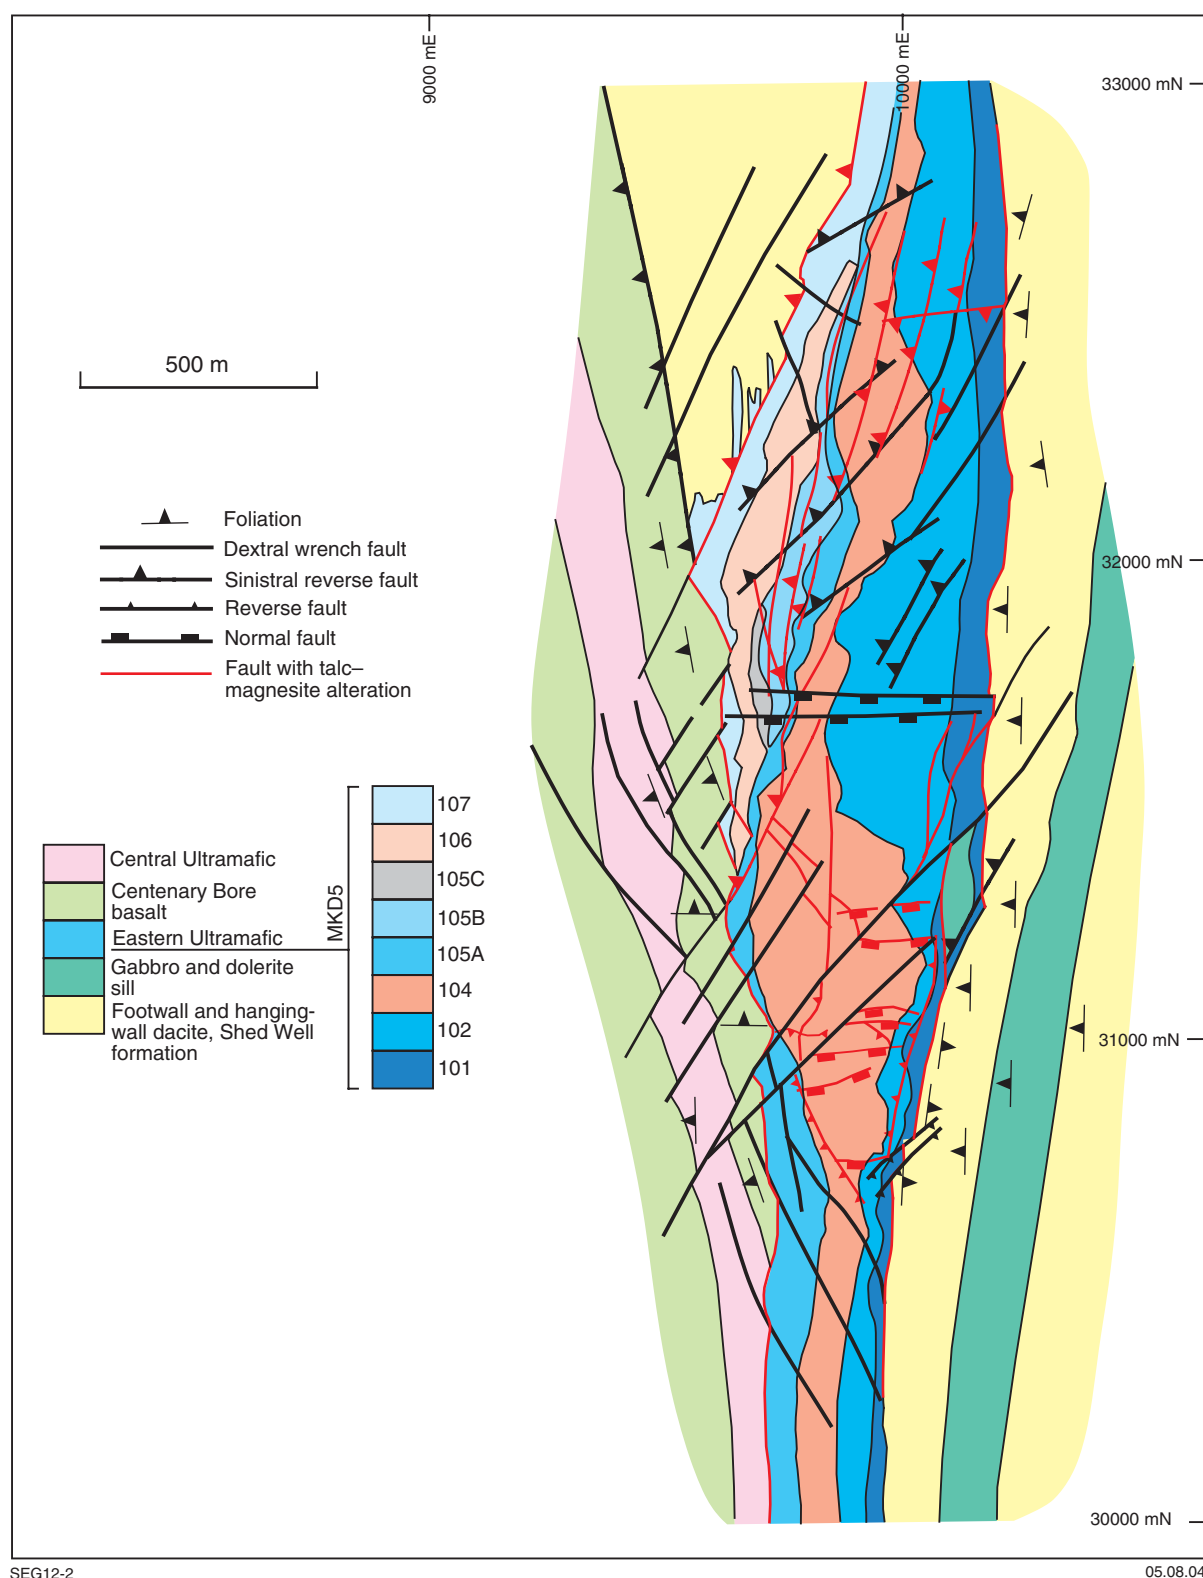 9000 mE
10000 mE
33000 mN
500 m
Foliation
Dextral wrench fault
32000 mN
Sinistral reverse fault
Reverse fault
Normal fault
Fault with talc–
magnesite alteration
MKD5
107
106
105C
105B
105A
104
102
101
Central Ultramafic
Centenary Bore
basalt
Eastern Ultramafic
Gabbro and dolerite
sill
Footwall and hanging-
wall dacite, Shed Well
formation
31000 mN
30000 mN
SEG12-2
05.08.04